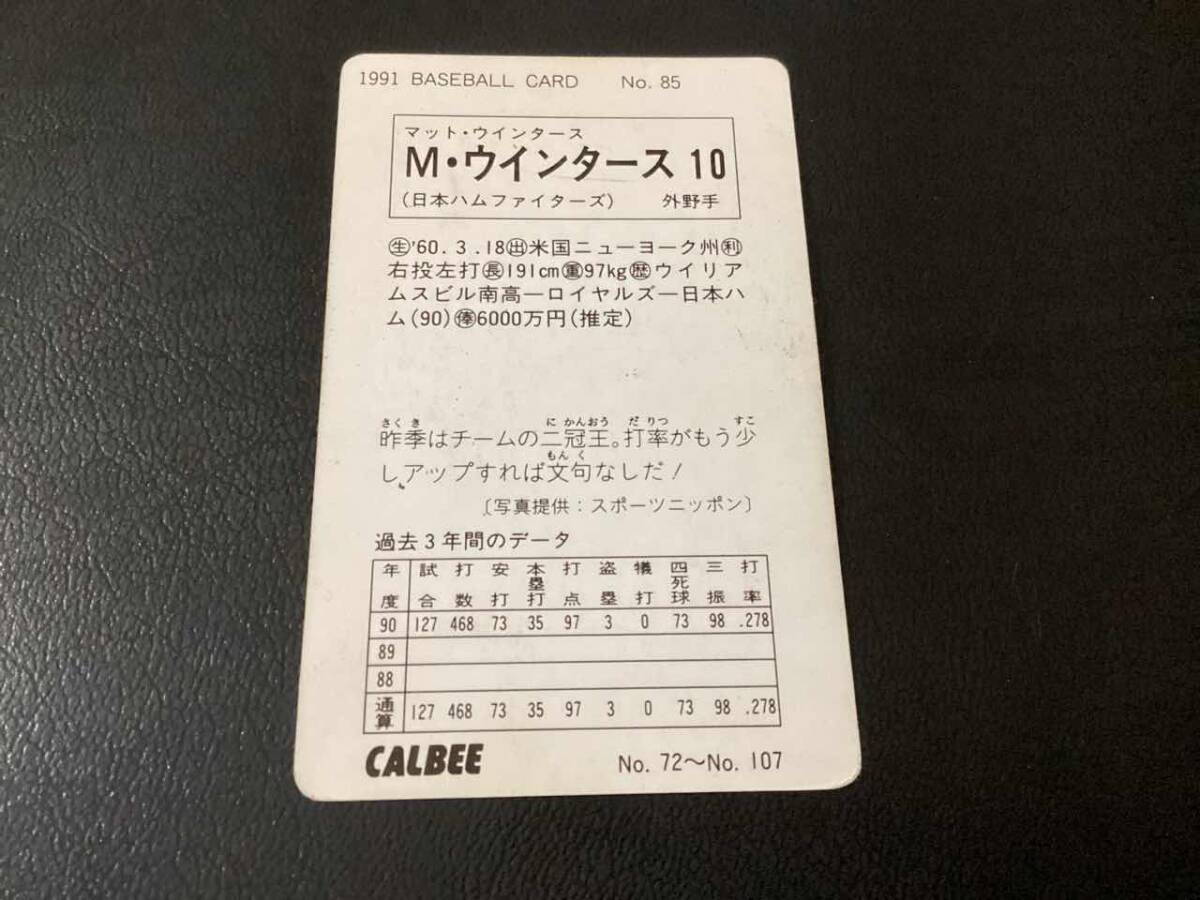 1991 BASEBALL CARD No. 85
マット・ウインタース
M・ウインタース 10
(日本ハムファイターズ) 外野手
㊤'60.3.18㊤米国ニューヨーク州㊤
右投左打㊤191cm㊤97kg㊤ウイリア
ムスビル南高―ロイヤルズ―日本ハ
ム(90)㊤6000万円(推定)
さくき にかんおう だりつ すこ
昨季はチームの二冠王。打率がもう少
もんく
しアップすれば文句なしだ!
〔写真提供:スポーツニッポン〕
過去3年間のデータ
年度 試合 打数 安打 本塁打 打点 盗塁 犠打 四死球 三振 打率
90 127 468 73 35 97 3 0 73 98 .278
89
88
通算 127 468 73 35 97 3 0 73 98 .278
CALBEE No. 72〜No. 107